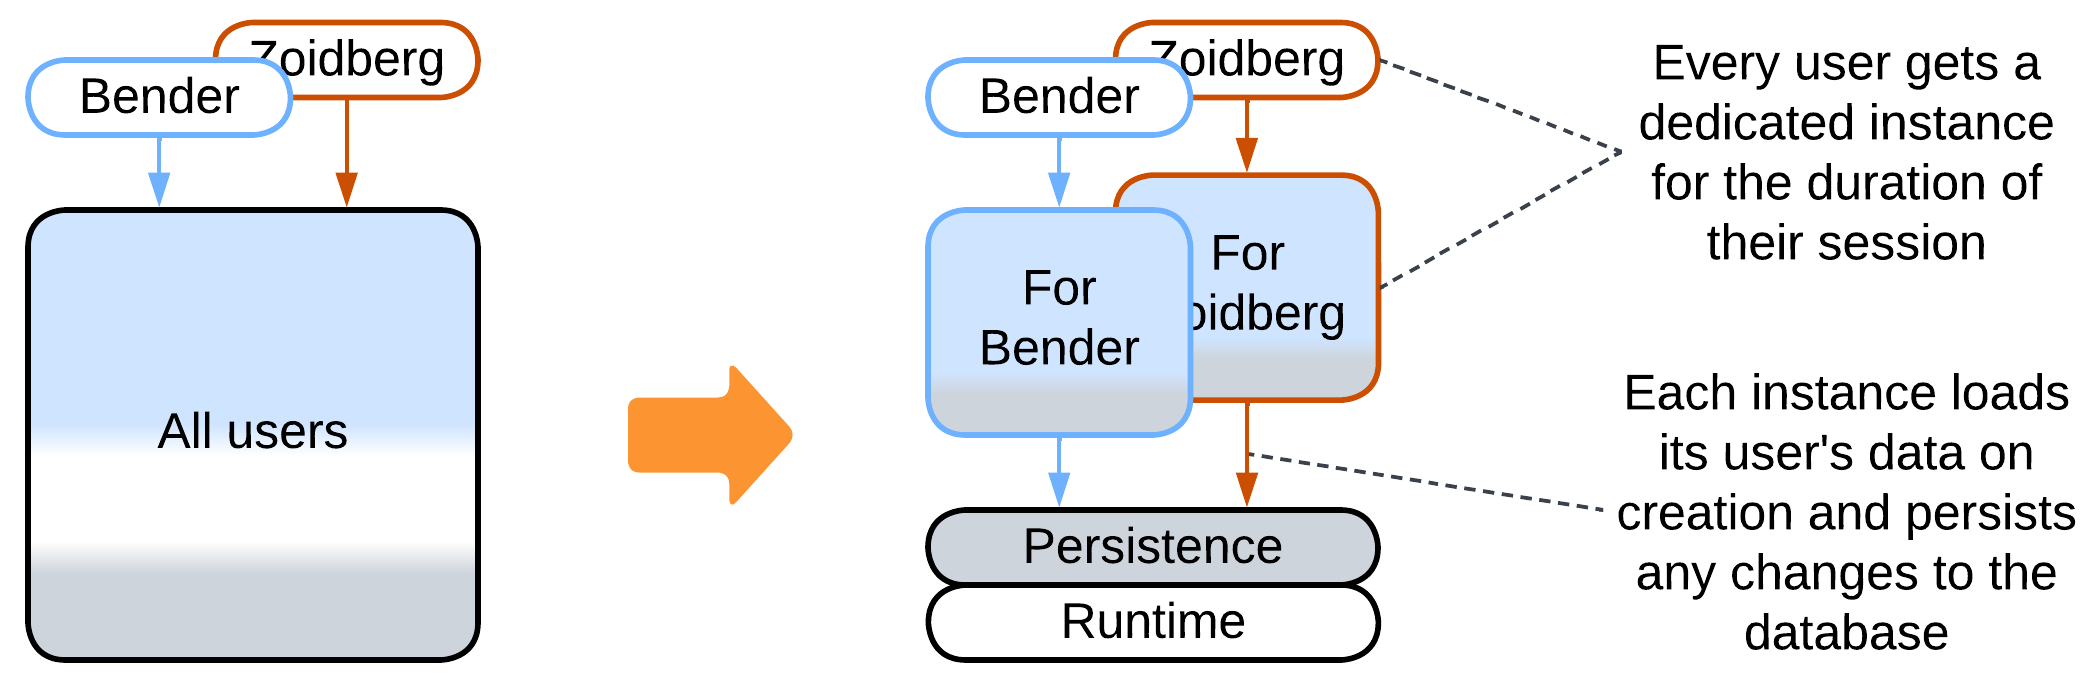 Zoidberg
Bender
All users
Zoidberg
Bender
For
For
Bender
Persistence
Runtime
Every user gets a
dedicated instance
for the duration of
their session
Each instance loads
its user's data on
creation and persists
any changes to the
database